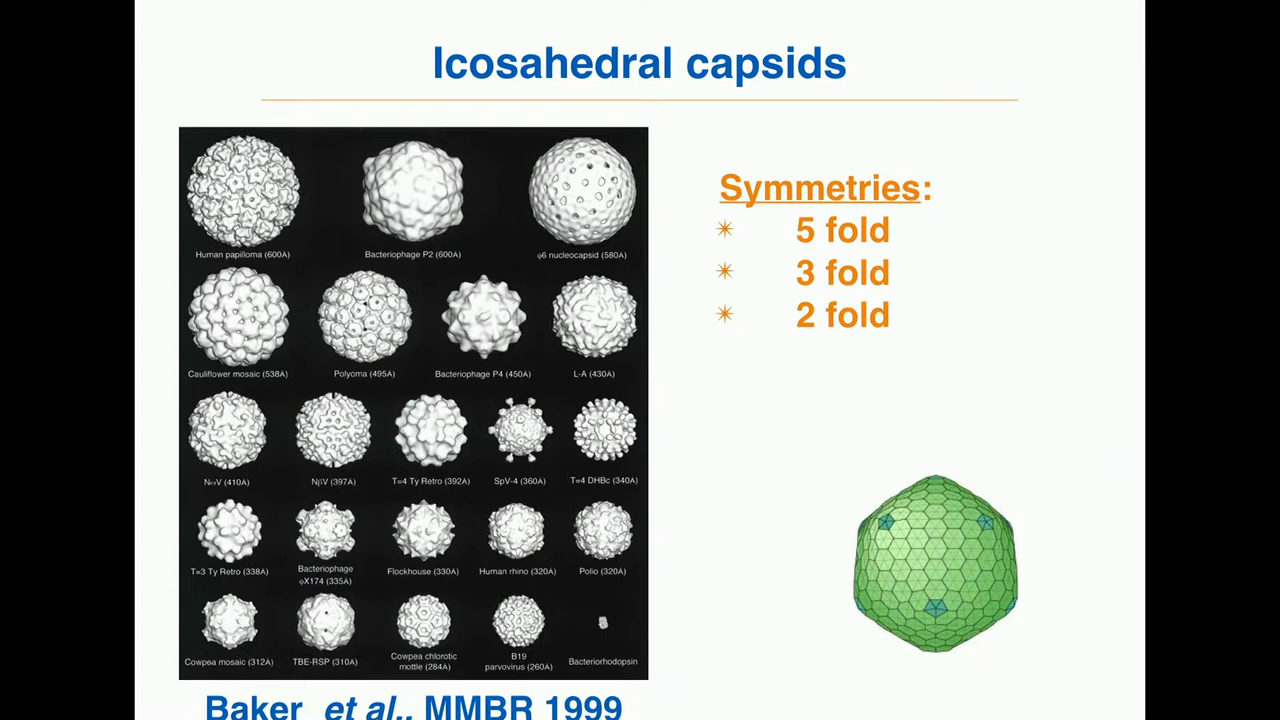 Icosahedral capsids
Human papilloma (600A)
Bacteriophage P2 (600A)
φ6 nucleocapsid (580A)
Cauliflower mosaic (538A)
Polyoma (495A)
Bacteriophage P4 (450A)
L-A (430A)
NωV (410A)
NβV (397A)
T=4 Ty Retro (392A)
SpV-4 (360A)
T=4 DHBc (340A)
T=3 Ty Retro (338A)
Bacteriophage
φX174 (335A)
Flockhouse (330A)
Human rhino (320A)
Polio (320A)
Cowpea mosaic (312A)
TBE-RSP (310A)
Cowpea chlorotic
mottle (284A)
B19
parvovirus (260A)
Bacteriorhodopsin
Baker et al., MMBR 1999
Symmetries:
✴ 5 fold
✴ 3 fold
✴ 2 fold